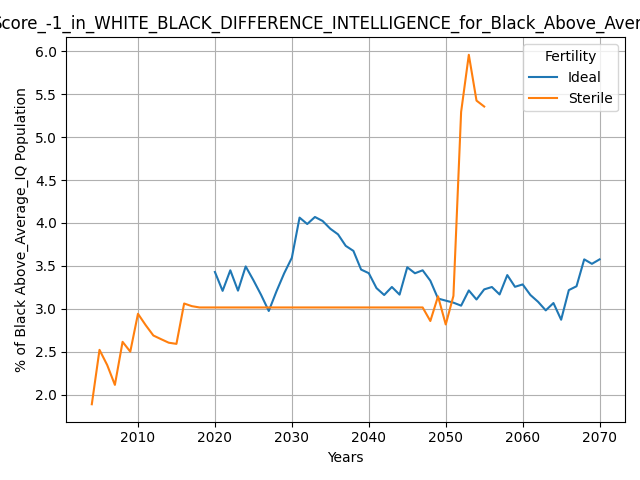 Score_-1_in_WHITE_BLACK_DIFFERENCE_INTELLIGENCE_for_Black_Above_Aver
Fertility
Ideal
Sterile
% of Black Above_Average_IQ Population
6.0
5.5
5.0
4.5
4.0
3.5
3.0
2.5
2.0
2010 2020 2030 2040 2050 2060 2070
Years